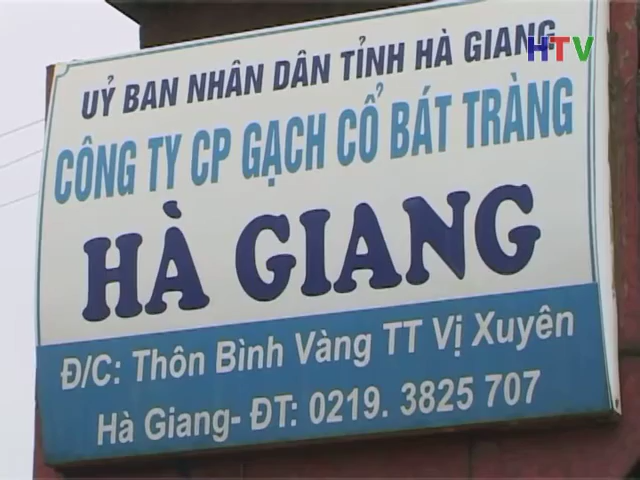 HTV
UỶ BAN NHÂN DÂN TỈNH HÀ GIANG
CÔNG TY CP GẠCH CỔ BÁT TRÀNG
HÀ GIANG
Đ/C: Thôn Bình Vàng TT Vị Xuyên
Hà Giang- ĐT: 0219. 3825 707